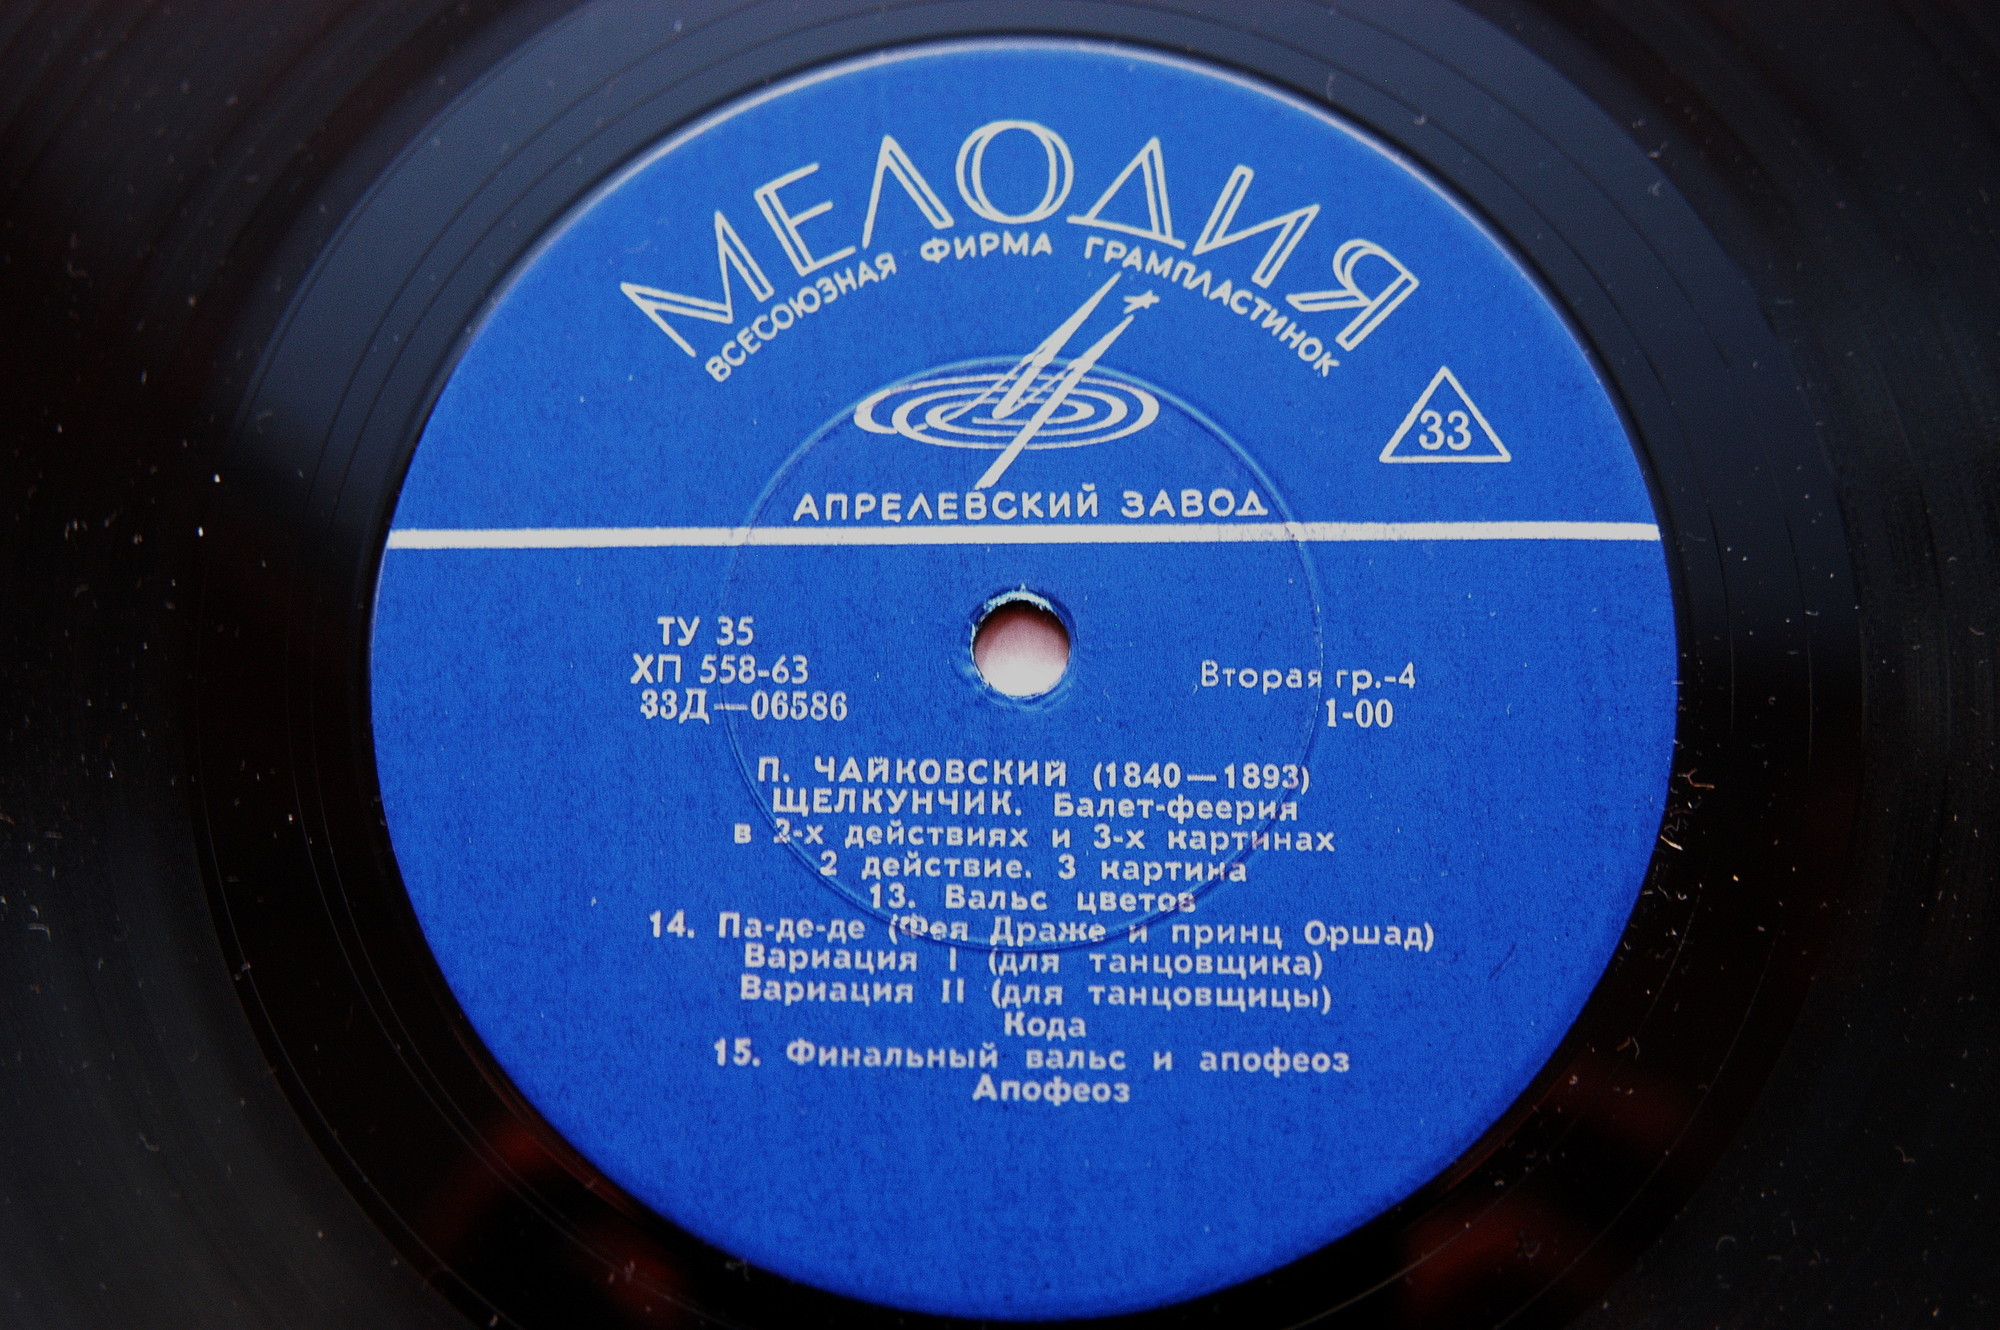 МЕЛОДИЯ
ВСЕСОЮЗНАЯ ФИРМА ГРАМПЛАСТИНОК
33
АПРЕЛЕВСКИЙ ЗАВОД
ТУ 35
ХП 558-63
33Д—06586
Вторая гр.-4
1-00
П. ЧАЙКОВСКИЙ (1840—1893)
ЩЕЛКУНЧИК. Балет-феерия
в 2-х действиях и 3-х картинах
2 действие. 3 картина
13. Вальс цветов
14. Па-де-де (Фея Драже и принц Оршад)
Вариация I (для танцовщика)
Вариация II (для танцовщицы)
Кода
15. Финальный вальс и апофеоз
Апофеоз